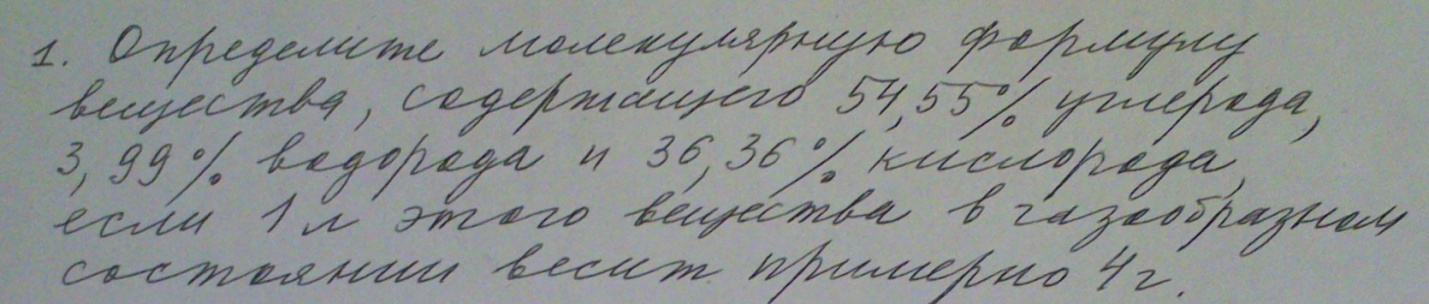 1. Определите молекулярную формулу
вещества, содержащего 54,55% углерода,
3,99% водорода и 36,36% кислорода,
если 1 л этого вещества в газообразном
состоянии весит примерно 4 г.